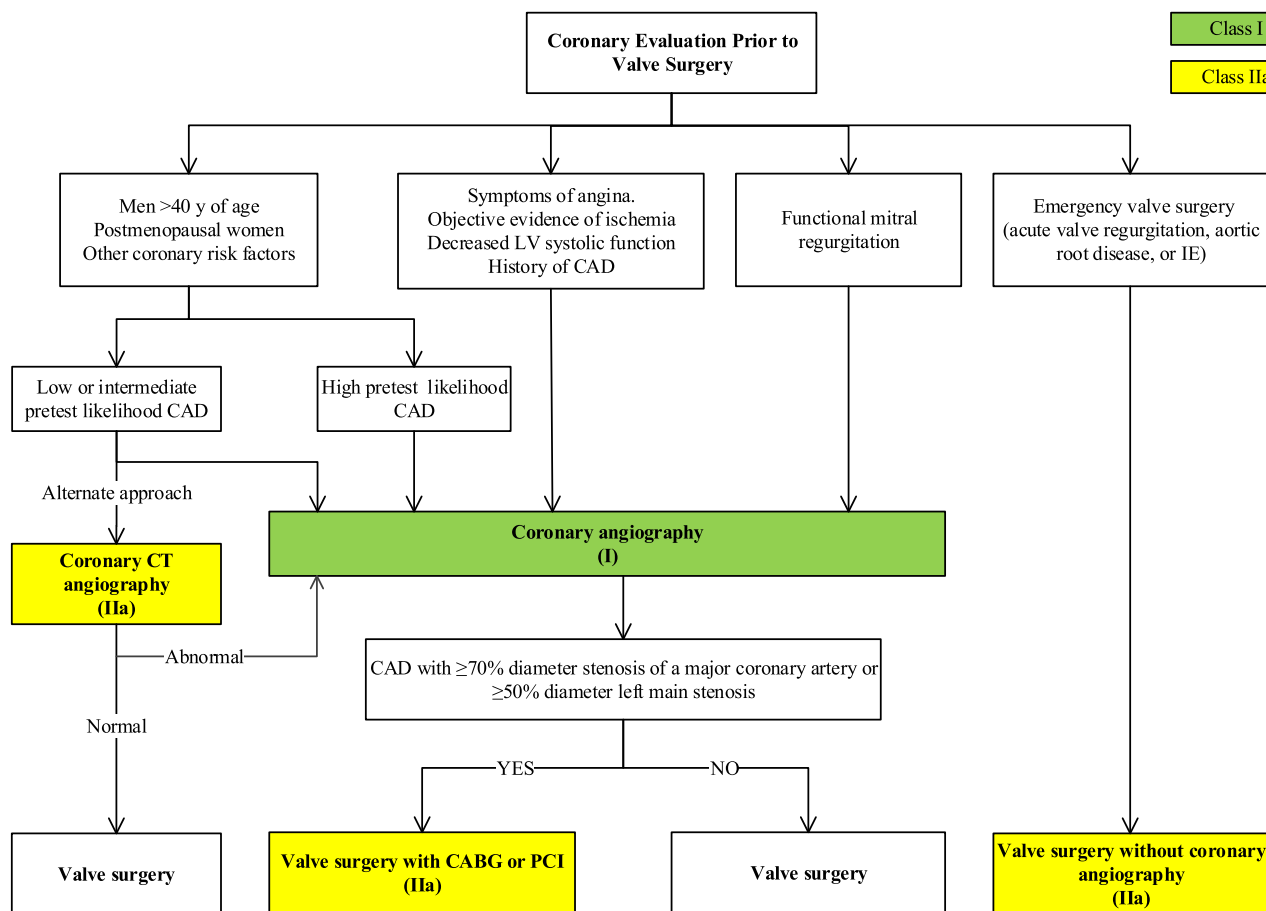 Coronary Evaluation Prior to
Valve Surgery
Class I
Class IIa
Men >40 y of age
Postmenopausal women
Other coronary risk factors
Symptoms of angina.
Objective evidence of ischemia
Decreased LV systolic function
History of CAD
Functional mitral
regurgitation
Emergency valve surgery
(acute valve regurgitation, aortic
root disease, or IE)
Low or intermediate
pretest likelihood CAD
High pretest likelihood
CAD
Alternate approach
Coronary angiography
(I)
Coronary CT
angiography
(IIa)
Abnormal
CAD with ≥70% diameter stenosis of a major coronary artery or
≥50% diameter left main stenosis
Normal
YES
NO
Valve surgery
Valve surgery with CABG or PCI
(IIa)
Valve surgery
Valve surgery without coronary
angiography
(IIa)